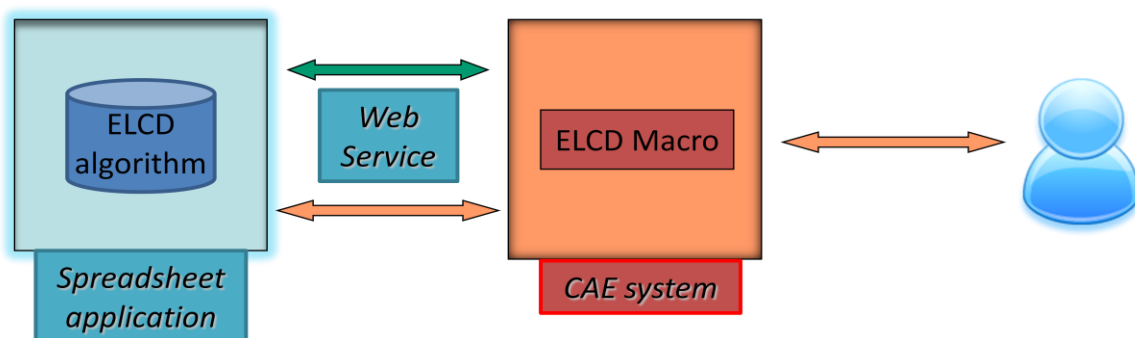 ELCD
algorithm
Web
Service
ELCD Macro
Spreadsheet
application
CAE system